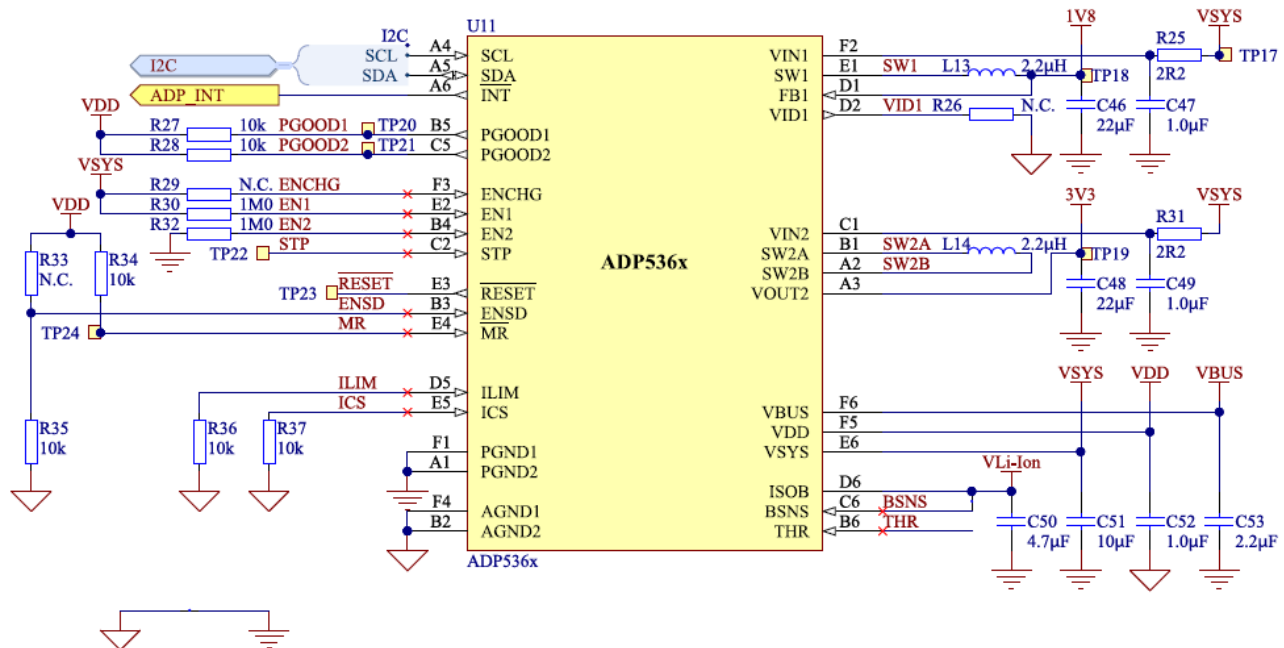 U11
1V8
VSYS
I2C
SCL
SDA
I2C
ADP_INT
A4
A5
A6
SCL
SDA
INT
VIN1
SW1
FB1
VID1
F2
E1
D1
D2
SW1
L13
2.2µH
VID1
R26
N.C.
R25
2R2
TP17
TP18
C46
22µF
C47
1.0µF
VDD
R27
10k
PGOOD1
TP20
B5
PGOOD1
R28
10k
PGOOD2
TP21
C5
PGOOD2
VSYS
R29
N.C.
ENCHG
F3
ENCHG
R30
1M0
EN1
E2
EN1
R32
1M0
EN2
B4
EN2
STP
C2
STP
TP22
VDD
R33
N.C.
R34
10k
ADP536x
3V3
VSYS
VIN2
SW2A
SW2B
VOUT2
C1
B1
A2
A3
SW2A
L14
2.2µH
SW2B
R31
2R2
TP19
C48
22µF
C49
1.0µF
TP23
RESET
E3
RESET
ENSD
B3
ENSD
TP24
MR
E4
MR
ILIM
D5
ILIM
ICS
E5
ICS
R35
10k
R36
10k
R37
10k
F1
PGND1
A1
PGND2
F4
AGND1
B2
AGND2
VSYS
VDD
VBUS
VBUS
F6
VDD
F5
VSYS
E6
VLi-Ion
ISOB
D6
BSNS
C6
BSNS
THR
B6
THR
C50
4.7µF
C51
10µF
C52
1.0µF
C53
2.2µF
ADP536x